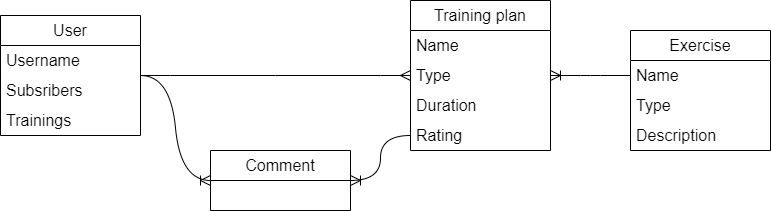 User
Username
Subsribers
Trainings
Training plan
Name
Type
Duration
Rating
Exercise
Name
Type
Description
Comment